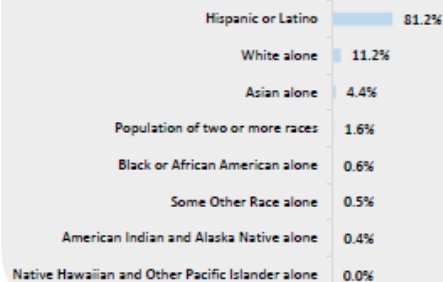 Hispanic or Latino 81.2%
White alone 11.2%
Asian alone 4.4%
Population of two or more races 1.6%
Black or African American alone 0.6%
Some Other Race alone 0.5%
American Indian and Alaska Native alone 0.4%
Native Hawaiian and Other Pacific Islander alone 0.0%